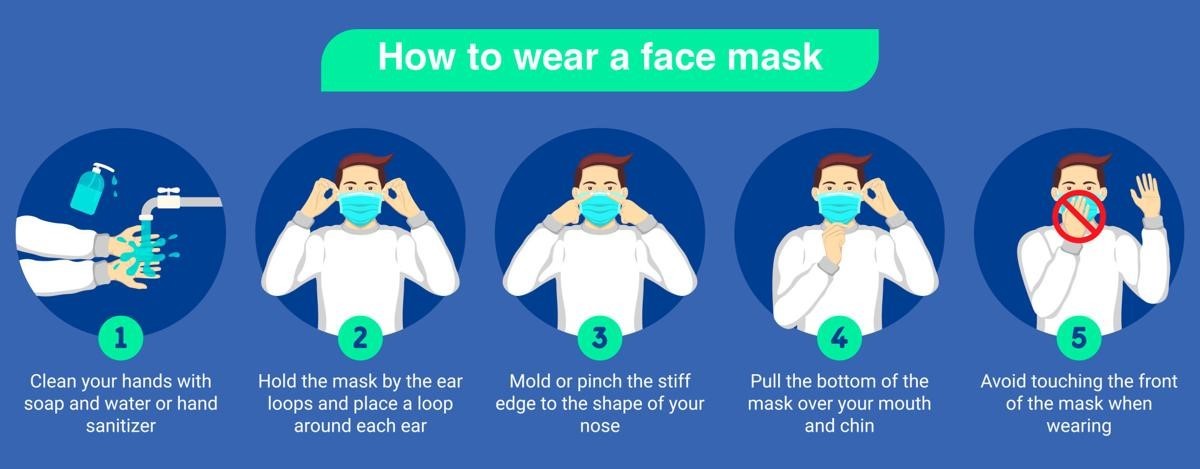 How to wear a face mask
1
Clean your hands with
soap and water or hand
sanitizer
2
Hold the mask by the ear
loops and place a loop
around each ear
3
Mold or pinch the stiff
edge to the shape of your
nose
4
Pull the bottom of the
mask over your mouth
and chin
5
Avoid touching the front
of the mask when
wearing